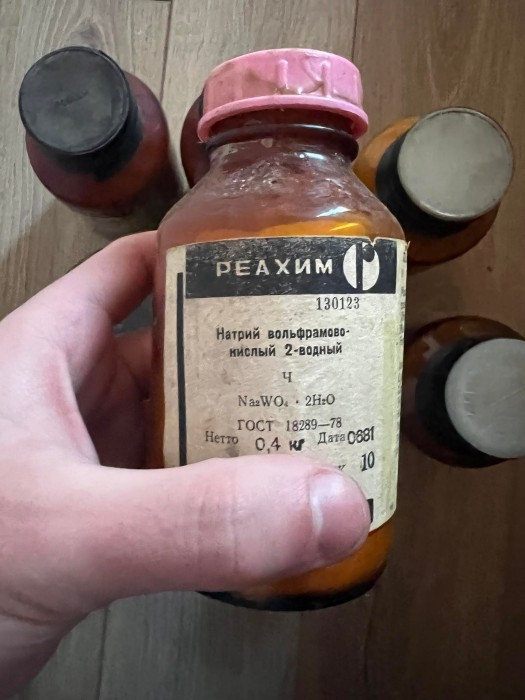 РЕАХИМ
130123
Натрий вольфрамово-
кислый 2-водный
Ч
Na₂WO₄ · 2H₂O
ГОСТ 18289—78
Нетто 0,4 кг Дата 0681
10